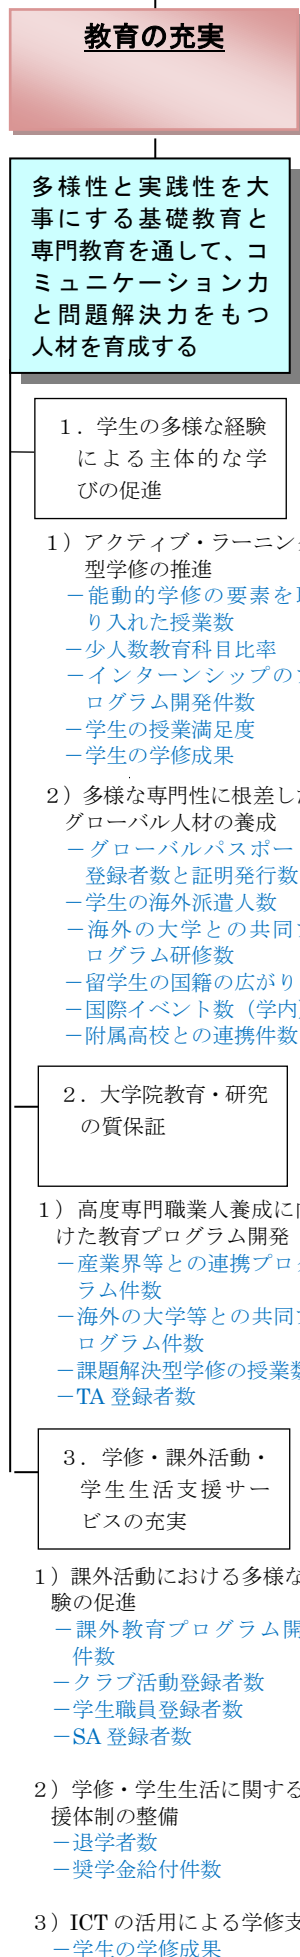 教育の充実
多様性と実践性を大
事にする基礎教育と
専門教育を通して、コ
ミュニケーション力
と問題解決力をもつ
人材を育成する
１．学生の多様な経験
による主体的な学
びの促進
１）アクティブ・ラーニン
型学修の推進
－能動的学修の要素を
り入れた授業数
－少人数教育科目比率
－インターンシップの
ログラム開発件数
－学生の授業満足度
－学生の学修成果
２）多様な専門性に根差し
グローバル人材の養成
－グローバルパスポー
登録者数と証明発行数
－学生の海外派遣人数
－海外の大学との共同
ログラム研修数
－留学生の国籍の広がり
－国際イベント数（学内
－附属高校との連携件数
２．大学院教育・研究
の質保証
１）高度専門職業人養成に
けた教育プログラム開発
－産業界等との連携プロ
ラム件数
－海外の大学等との共同
ログラム件数
－課題解決型学修の授業
－TA 登録者数
３．学修・課外活動・
学生生活支援サー
ビスの充実
１）課外活動における多様な
験の促進
－課外教育プログラム開
件数
－クラブ活動登録者数
－学生職員登録者数
－SA 登録者数
２）学修・学生生活に関する
援体制の整備
－退学者数
－奨学金給付件数
３）ICT の活用による学修支
－学生の学修成果